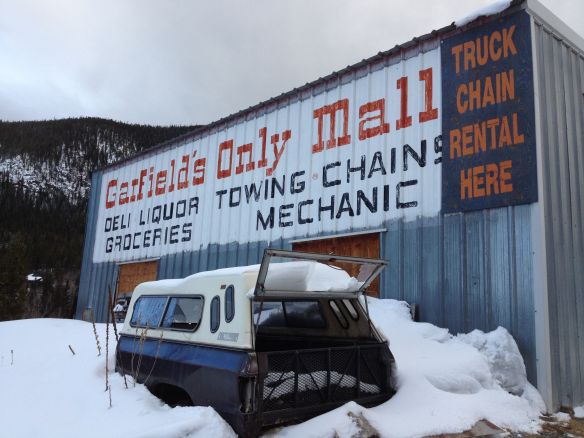 Garfield's Only Mall
DELI LIQUOR
GROCERIES
TOWING CHAINS
MECHANIC
TRUCK
CHAIN
RENTAL
HERE